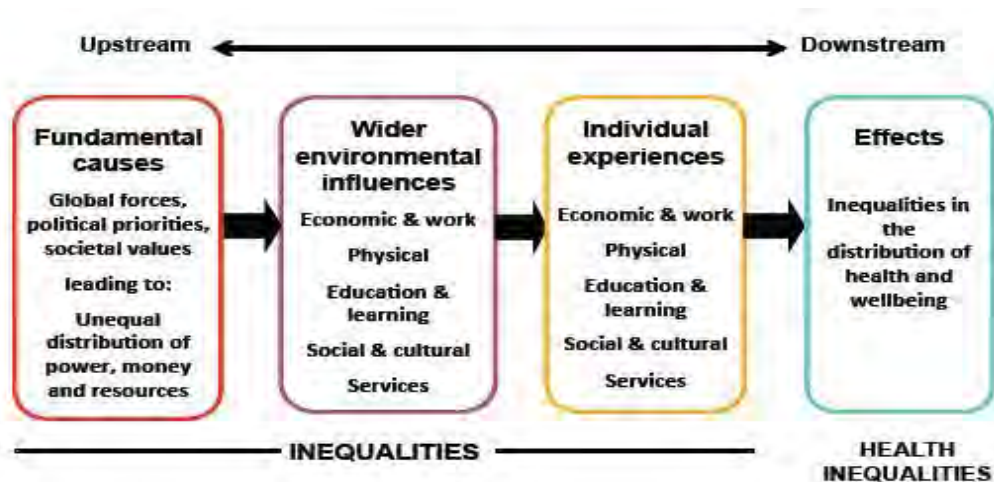 Upstream
Downstream
Fundamental
causes
Global forces,
political priorities,
societal values
leading to:
Unequal
distribution of
power, money
and resources
Wider
environmental
influences
Economic & work
Physical
Education &
learning
Social & cultural
Services
Individual
experiences
Economic & work
Physical
Education &
learning
Social & cultural
Services
Effects
Inequalities in
the
distribution of
health and
wellbeing
INEQUALITIES
HEALTH
INEQUALITIES